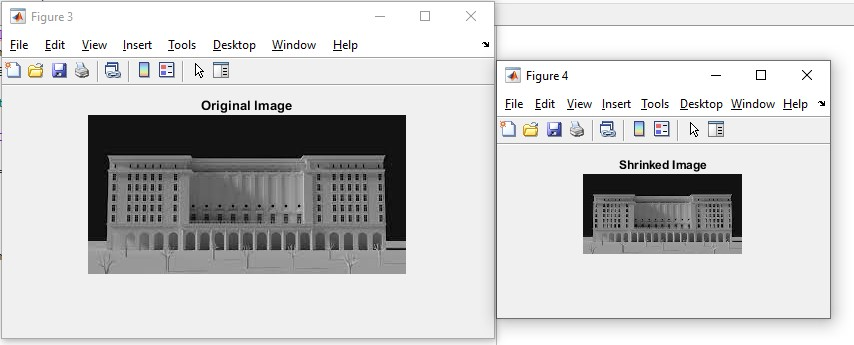 Figure 3
File Edit View Insert Tools Desktop Window Help
Original Image
Figure 4
File Edit View Insert Tools Desktop Window Help
Shrinked Image